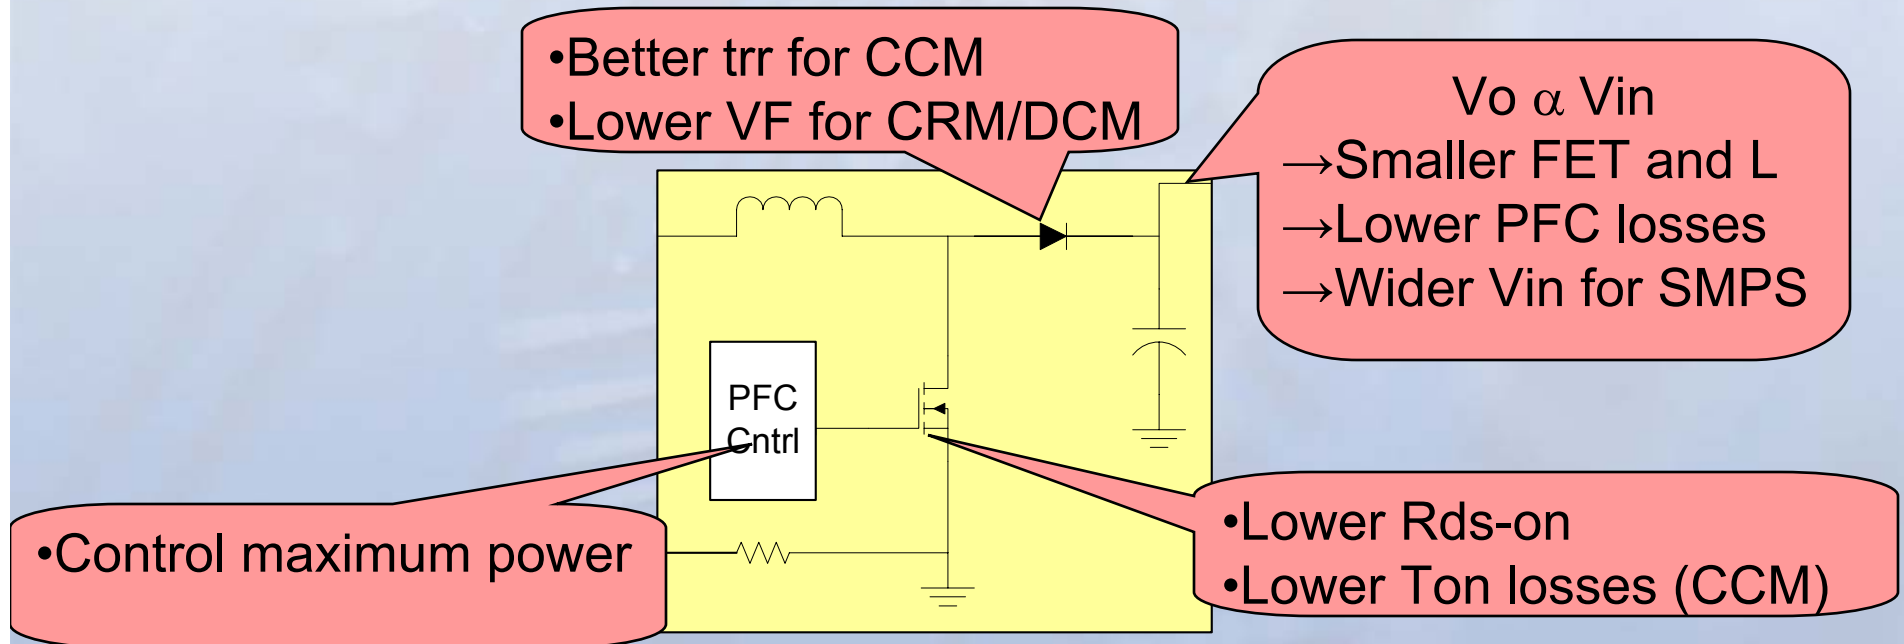 •Better trr for CCM
•Lower VF for CRM/DCM
Vo α Vin
→Smaller FET and L
→Lower PFC losses
→Wider Vin for SMPS
PFC
Cntrl
•Control maximum power
•Lower Rds-on
•Lower Ton losses (CCM)